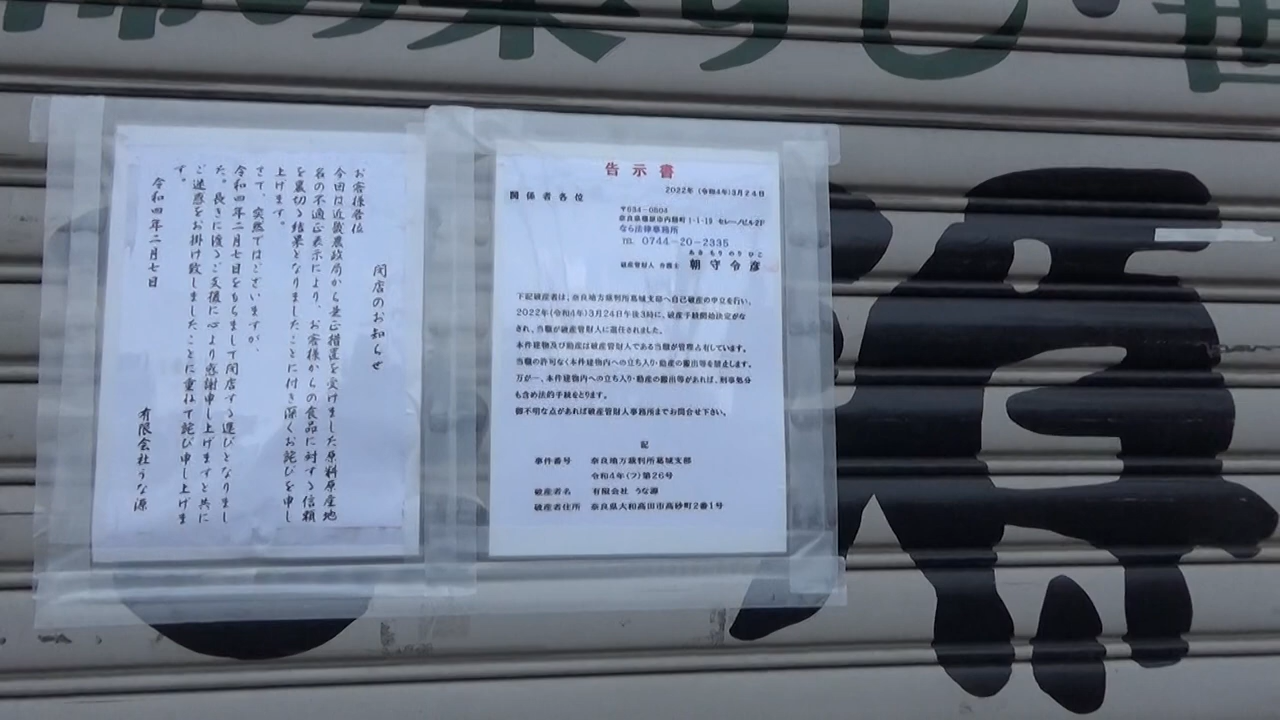 閉店のお知らせ
お客様者位
今回は近畿農政局から是正措置を受けました原料原産地
名の不適正表示により、お客様からの食品に対する信頼
を裏切る結果となりましたことに付き深くお詫びを申し
上げます。
さて、突然ではございますが、
令和四年二月七日をもちまして閉店する運びとなりまし
た。長きに渡るご支援に心より感謝申し上げますと共に
ご迷惑をお掛け致しましたことに重ねて詫び申し上げま
す。
令和四年二月七日
有限会社うな源
告示書
2022年(令和4年)3月24日
関係者各位
〒634-0804
奈良県橿原市内膳町1-1-19 セレーノビル2F
なら法律事務所
TEL 0744-20-2335
あさもりのりひこ
破産管財人 弁護士 朝守令彦
下記破産者は、奈良地方裁判所葛城支部へ自己破産の申立を行い、
2022年(令和4年)3月24日午後3時に、破産手続開始決定がな
され、当職が破産管財人に選任されました。
本件建物及び動産は破産管財人である当職が管理占有しています。
当職の許可なく本件建物内への立ち入り・動産の搬出等を禁止します。
万が一、本件建物内への立ち入り・動産の搬出等があれば、刑事処分
も含め法的手続をとります。
御不明な点があれば破産管財人事務所までお問合せ下さい。
記
事件番号 奈良地方裁判所葛城支部
令和4年(フ)第26号
破産者名 有限会社 うな源
破産者住所 奈良県大和高田市高砂町2番1号
源